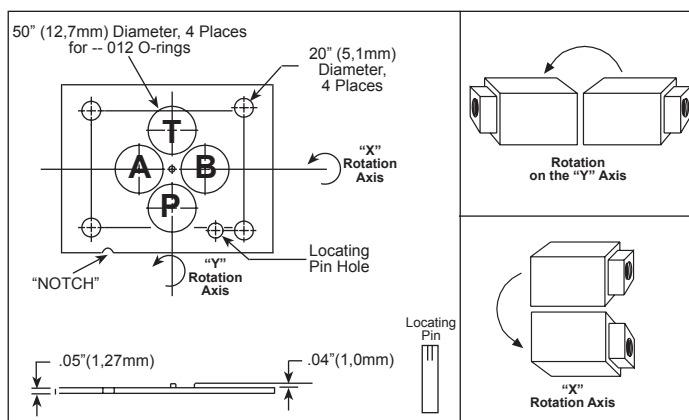 50” (12,7mm) Diameter, 4 Places
for -- 012 O-rings
20” (5,1mm)
Diameter,
4 Places
T
A
B
P
“X”
Rotation
Axis
“Y”
Rotation
Axis
Locating
Pin Hole
“NOTCH”
.05”(1,27mm)
.04”(1,0mm)
Locating
Pin
Rotation
on the “Y” Axis
“X”
Rotation Axis